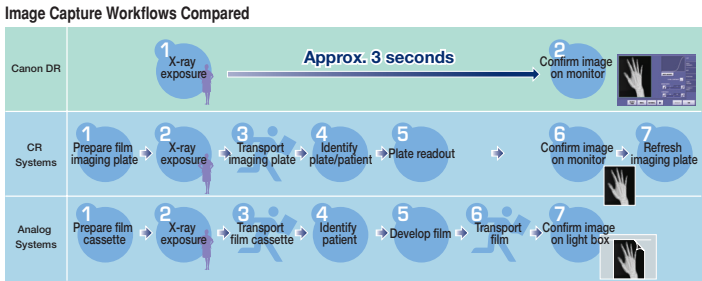 Image Capture Workflows Compared
Canon DR
1
X-ray
exposure
Approx. 3 seconds
2
Confirm image
on monitor
CR
Systems
1
Prepare film
imaging plate
2
X-ray
exposure
3
Transport
imaging plate
4
Identify
plate/patient
5
Plate readout
6
Confirm image
on monitor
7
Refresh
imaging plate
Analog
Systems
1
Prepare film
cassette
2
X-ray
exposure
3
Transport
film cassette
4
Identify
patient
5
Develop film
6
Transport
film
7
Confirm image
on light box